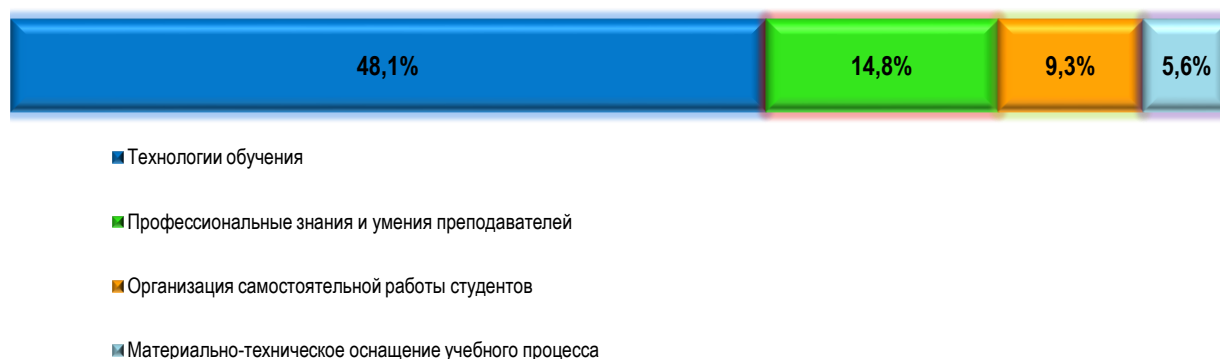 48,1% 14,8% 9,3% 5,6%
Технологии обучения
Профессиональные знания и умения преподавателей
Организация самостоятельной работы студентов
Материально-техническое оснащение учебного процесса